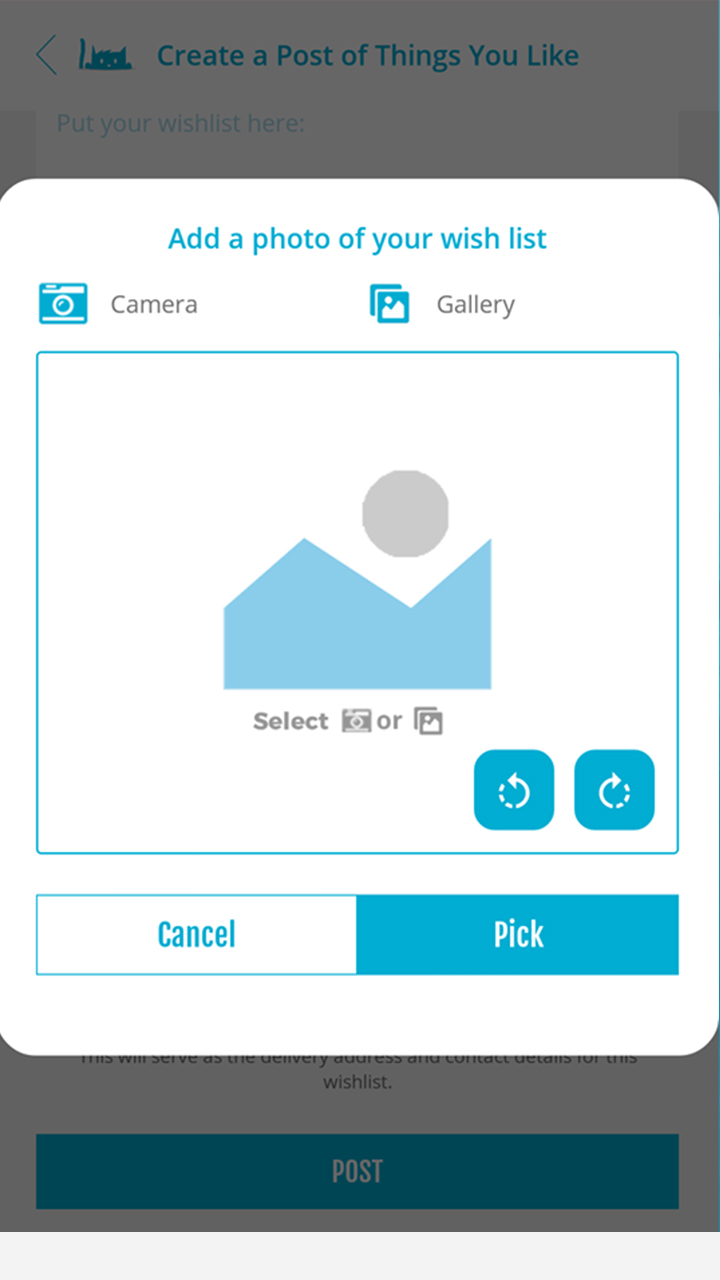 Create a Post of Things You Like
Put your wishlist here:
Add a photo of your wish list
Camera
Gallery
Select or
Cancel
Pick
This will serve as the delivery address and contact details for this
wishlist.
POST